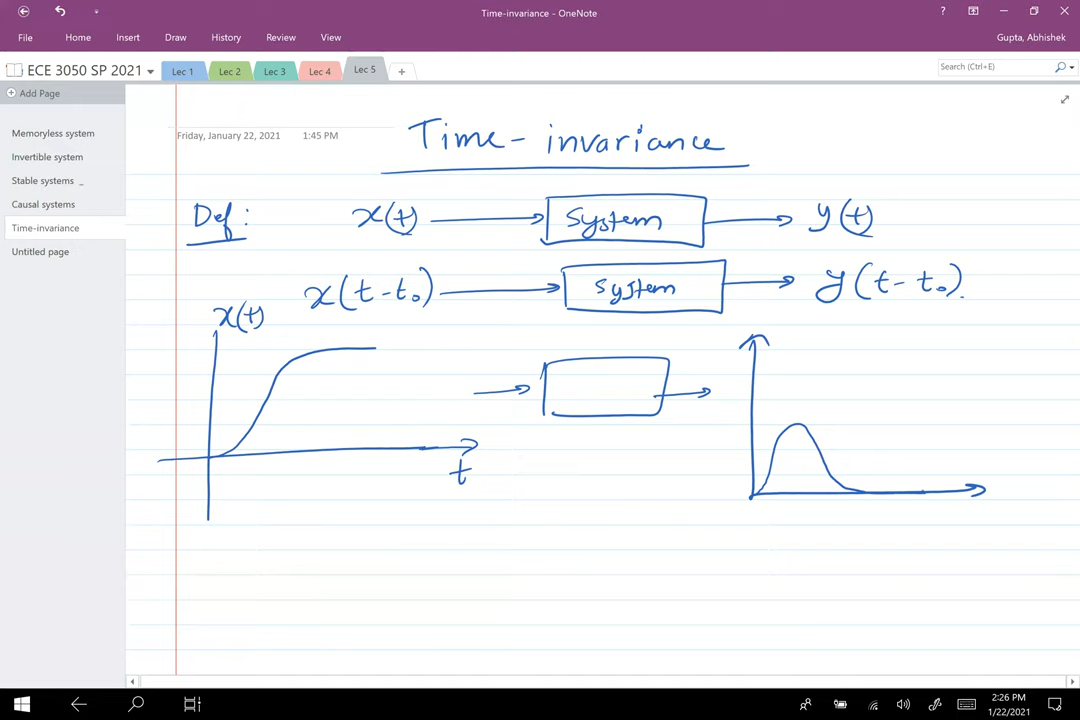 Time-invariance - OneNote
?
File Home Insert Draw History Review View
Gupta, Abhishek
ECE 3050 SP 2021
Lec 1
Lec 2
Lec 3
Lec 4
Lec 5
+
Search (Ctrl+E)
Add Page
Memoryless system
Invertible system
Stable systems _
Causal systems
Time-invariance
Untitled page
Friday, January 22, 2021 1:45 PM
Time-invariance
Def: x(t) System y(t)
x(t-t₀) System y(t-t₀).
x(t)
t
2:26 PM
1/22/2021